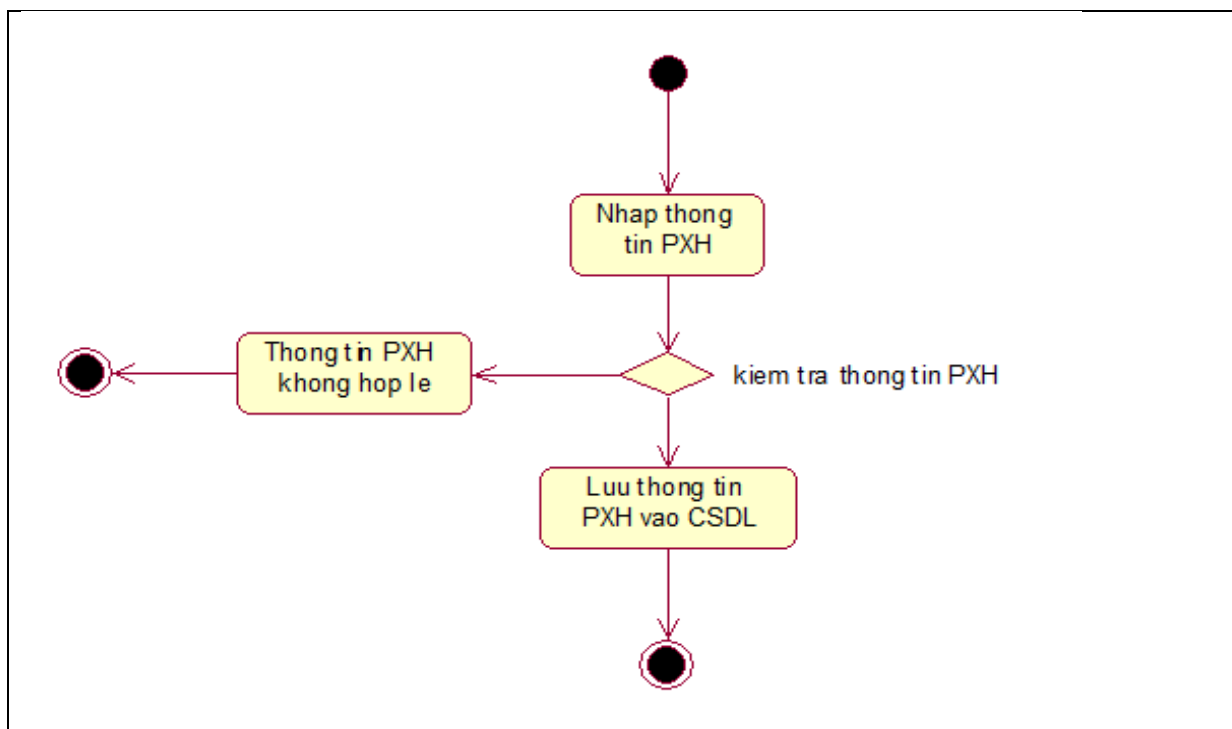 Nhap thong
tin PXH
Thong tin PXH
khong hop le
kiem tra thong tin PXH
Luu thong tin
PXH vao CSDL